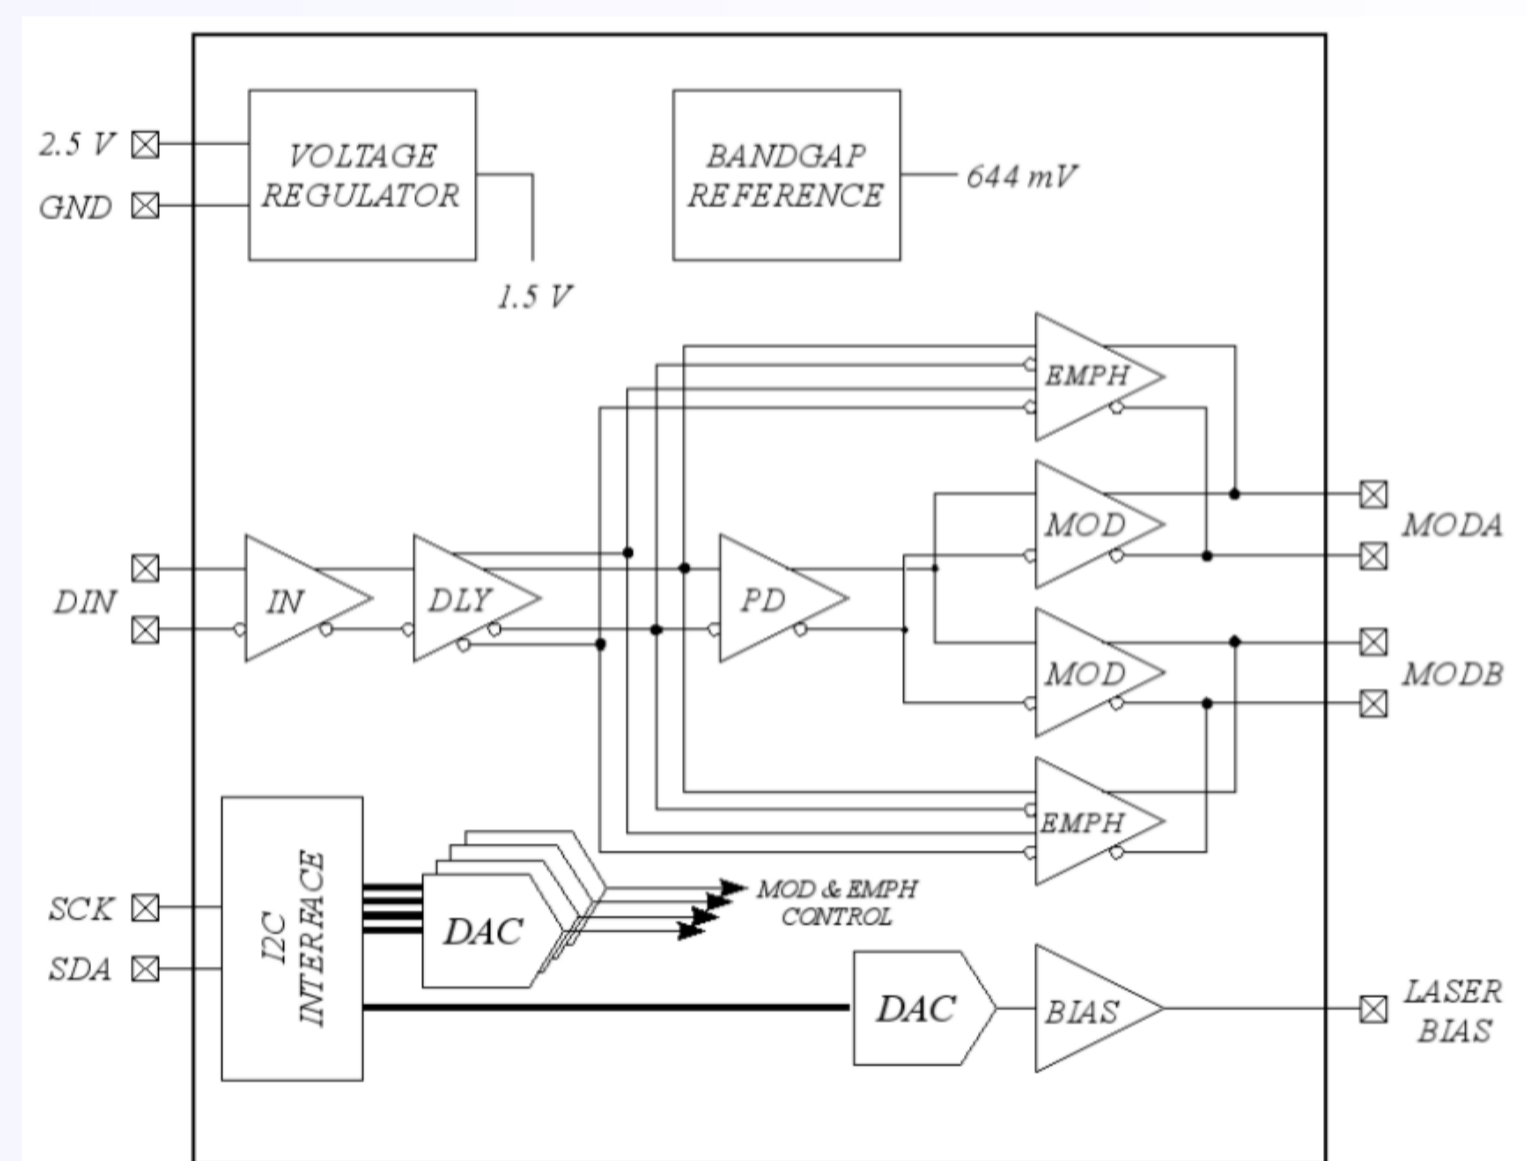 2.5 V
GND
VOLTAGE
REGULATOR
1.5 V
BANDGAP
REFERENCE
644 mV
EMPH
MOD
MODA
DIN
IN
DLY
PD
MOD
MODB
EMPH
SCK
SDA
I2C
INTERFACE
DAC
MOD & EMPH
CONTROL
DAC
BIAS
LASER
BIAS